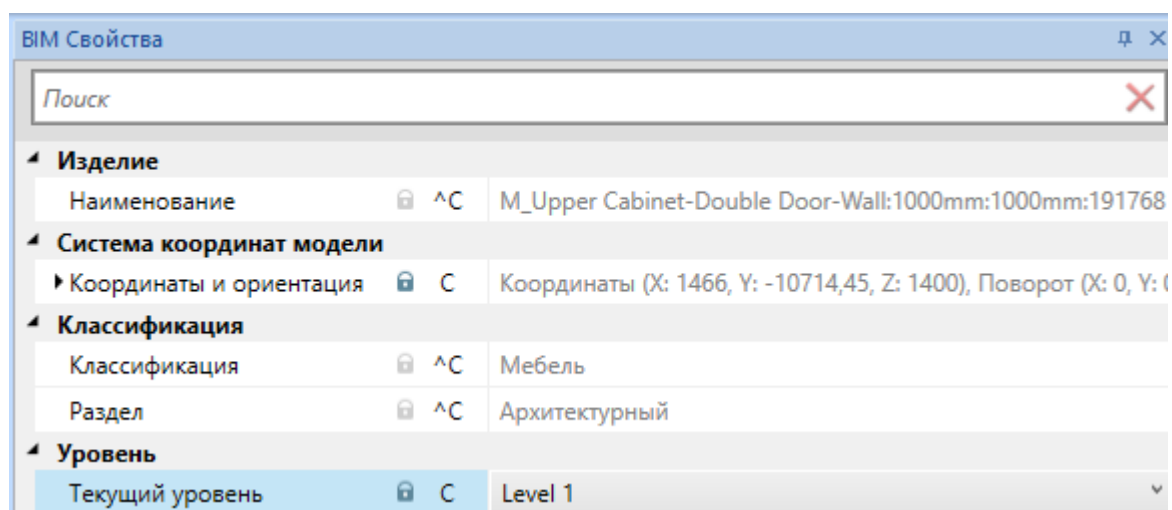 BIM Свойства
Поиск
Изделие
Наименование ^C M_Upper Cabinet-Double Door-Wall:1000mm:1000mm:191768
Система координат модели
Координаты и ориентация C Координаты (X: 1466, Y: -10714,45, Z: 1400), Поворот (X: 0, Y:
Классификация
Классификация ^C Мебель
Раздел ^C Архитектурный
Уровень
Текущий уровень C Level 1